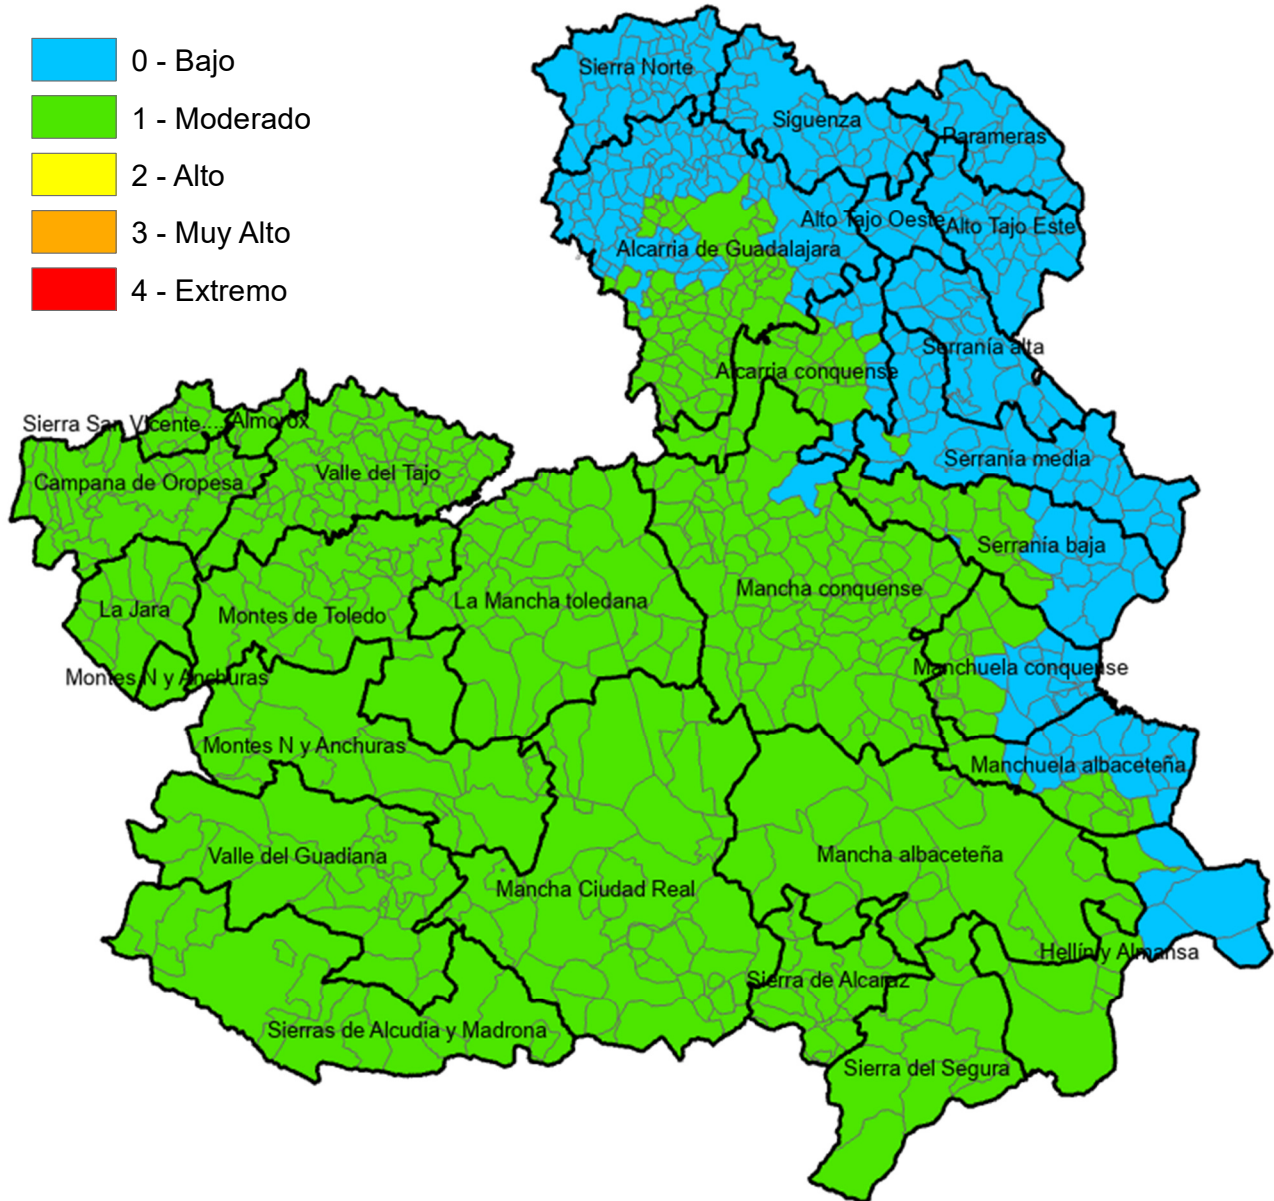 0 - Bajo
1 - Moderado
2 - Alto
3 - Muy Alto
4 - Extremo
Sierra Norte
Siguenza
Parameras
Alto Tajo Oeste
Alto Tajo Este
Alcarria de Guadalajara
Serranía alta
Alcarria conquense
Sierra San Vicente....
Almorox
Serranía media
Valle del Tajo
Campana de Oropesa
Serranía baja
Mancha conquense
La Mancha toledana
La Jara
Montes de Toledo
Manchuela conquense
Montes N y Anchuras
Montes N y Anchuras
Manchuela albaceteña
Mancha albaceteña
Valle del Guadiana
Mancha Ciudad Real
Hellín y Almansa
Sierra de Alcaraz
Sierras de Alcudia y Madrona
Sierra del Segura